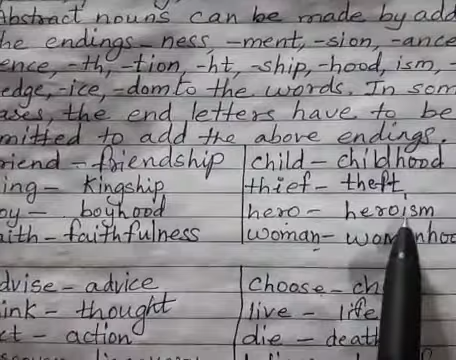 Abstract nouns can be made by add
he endings - ness, -ment, -sion, -ance
ence, -th, -tion, -ht, -ship, -hood, ism, -
edge, -ice, -dom to the words. In som
ases, the end letters have to be
mitted to add the above endings.
riend - friendship child - childhood
ing - Kingship thief - theft
oy - boyhood hero - heroism
aith - faithfulness woman - wom nhoo
dvise - advice choose - ch
ink - thought live - life
ct - action die - death